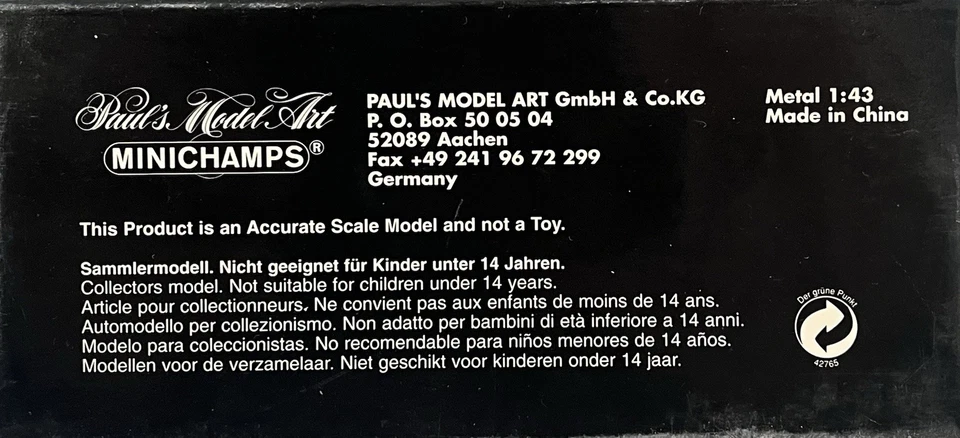 Paul's Model Art
MINICHAMPS®
PAUL'S MODEL ART GmbH & Co.KG
P. O. Box 50 05 04
52089 Aachen
Fax +49 241 96 72 299
Germany
Metal 1:43
Made in China
This Product is an Accurate Scale Model and not a Toy.
Sammlermodell. Nicht geeignet für Kinder unter 14 Jahren.
Collectors model. Not suitable for children under 14 years.
Article pour collectionneurs. Ne convient pas aux enfants de moins de 14 ans.
Automodello per collezionismo. Non adatto per bambini di età inferiore a 14 anni.
Modelo para coleccionistas. No recomendable para niños menores de 14 años.
Modellen voor de verzamelaar. Niet geschikt voor kinderen onder 14 jaar.
Der grüne Punkt
42765